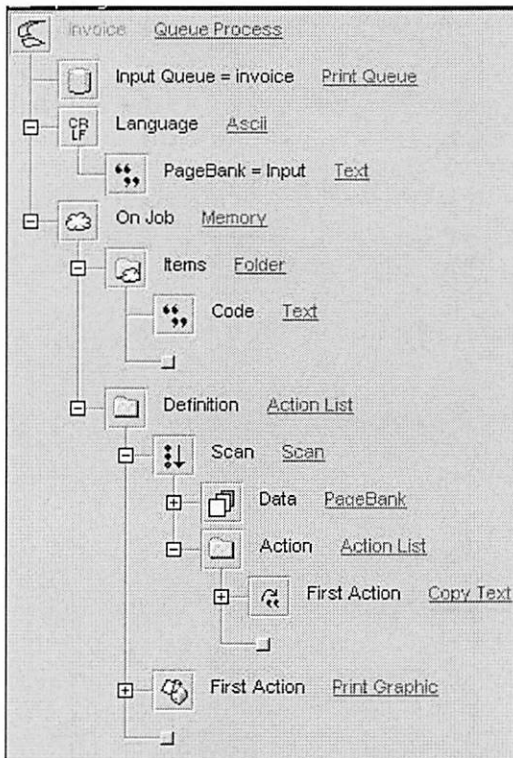 Invoice Queue Process
Input Queue = invoice Print Queue
CR LF Language Ascii
PageBank = Input Text
On Job Memory
Items Folder
Code Text
Definition Action List
Scan Scan
Data PageBank
Action Action List
First Action Copy Text
First Action Print Graphic